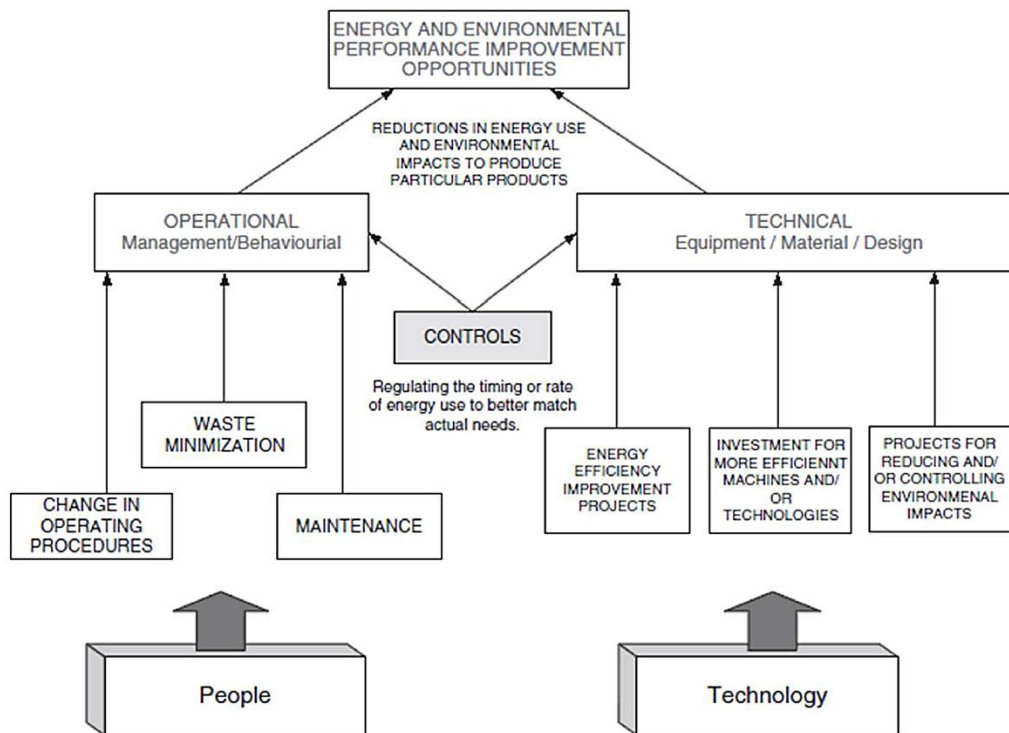 ENERGY AND ENVIRONMENTAL
PERFORMANCE IMPROVEMENT
OPPORTUNITIES
REDUCTIONS IN ENERGY USE
AND ENVIRONMENTAL
IMPACTS TO PRODUCE
PARTICULAR PRODUCTS
OPERATIONAL
Management/Behaviourial
TECHNICAL
Equipment / Material / Design
CONTROLS
Regulating the timing or rate
of energy use to better match
actual needs.
WASTE
MINIMIZATION
CHANGE IN
OPERATING
PROCEDURES
MAINTENANCE
ENERGY
EFFICIENCY
IMPROVEMENT
PROJECTS
INVESTMENT FOR
MORE EFFICIENNT
MACHINES AND/
OR
TECHNOLOGIES
PROJECTS FOR
REDUCING AND/
OR CONTROLLING
ENVIRONMENAL
IMPACTS
People
Technology